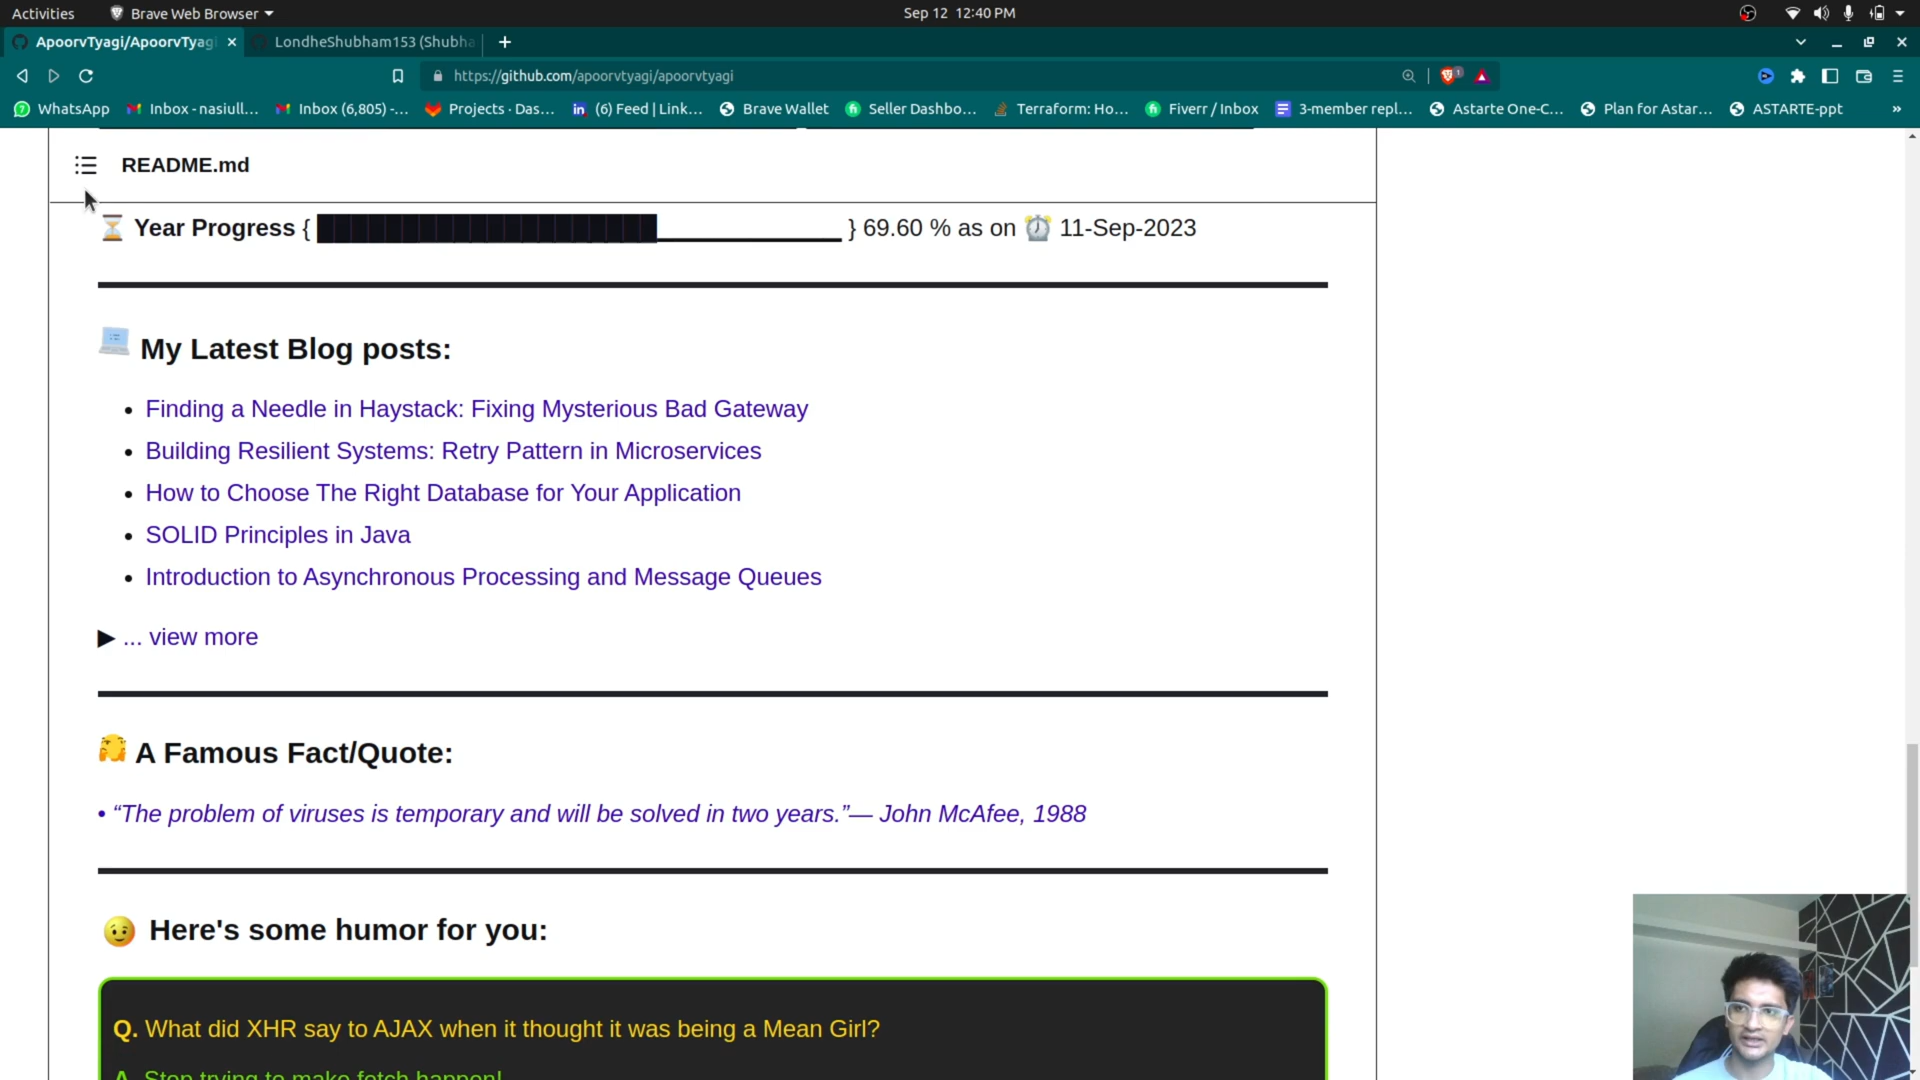 Activities
Brave Web Browser
Sep 12 12:40 PM
ApoorvTyagi/ApoorvTyagi
LondheShubham153 (Shubha
https://github.com/apoorvtyagi/apoorvtyagi
1
WhatsApp
Inbox - nasiull...
Inbox (6,805) -...
Projects · Das...
(6) Feed | Link...
Brave Wallet
Seller Dashbo...
Terraform: Ho...
Fiverr / Inbox
3-member repl...
Astarte One-C...
Plan for Astar...
ASTARTE-ppt
»
README.md
Year Progress { } 69.60 % as on 11-Sep-2023
My Latest Blog posts:
• Finding a Needle in Haystack: Fixing Mysterious Bad Gateway
• Building Resilient Systems: Retry Pattern in Microservices
• How to Choose The Right Database for Your Application
• SOLID Principles in Java
• Introduction to Asynchronous Processing and Message Queues
▶ ... view more
A Famous Fact/Quote:
• “The problem of viruses is temporary and will be solved in two years.”— John McAfee, 1988
Here's some humor for you:
Q. What did XHR say to AJAX when it thought it was being a Mean Girl?
A. Stop trying to make fetch happen!